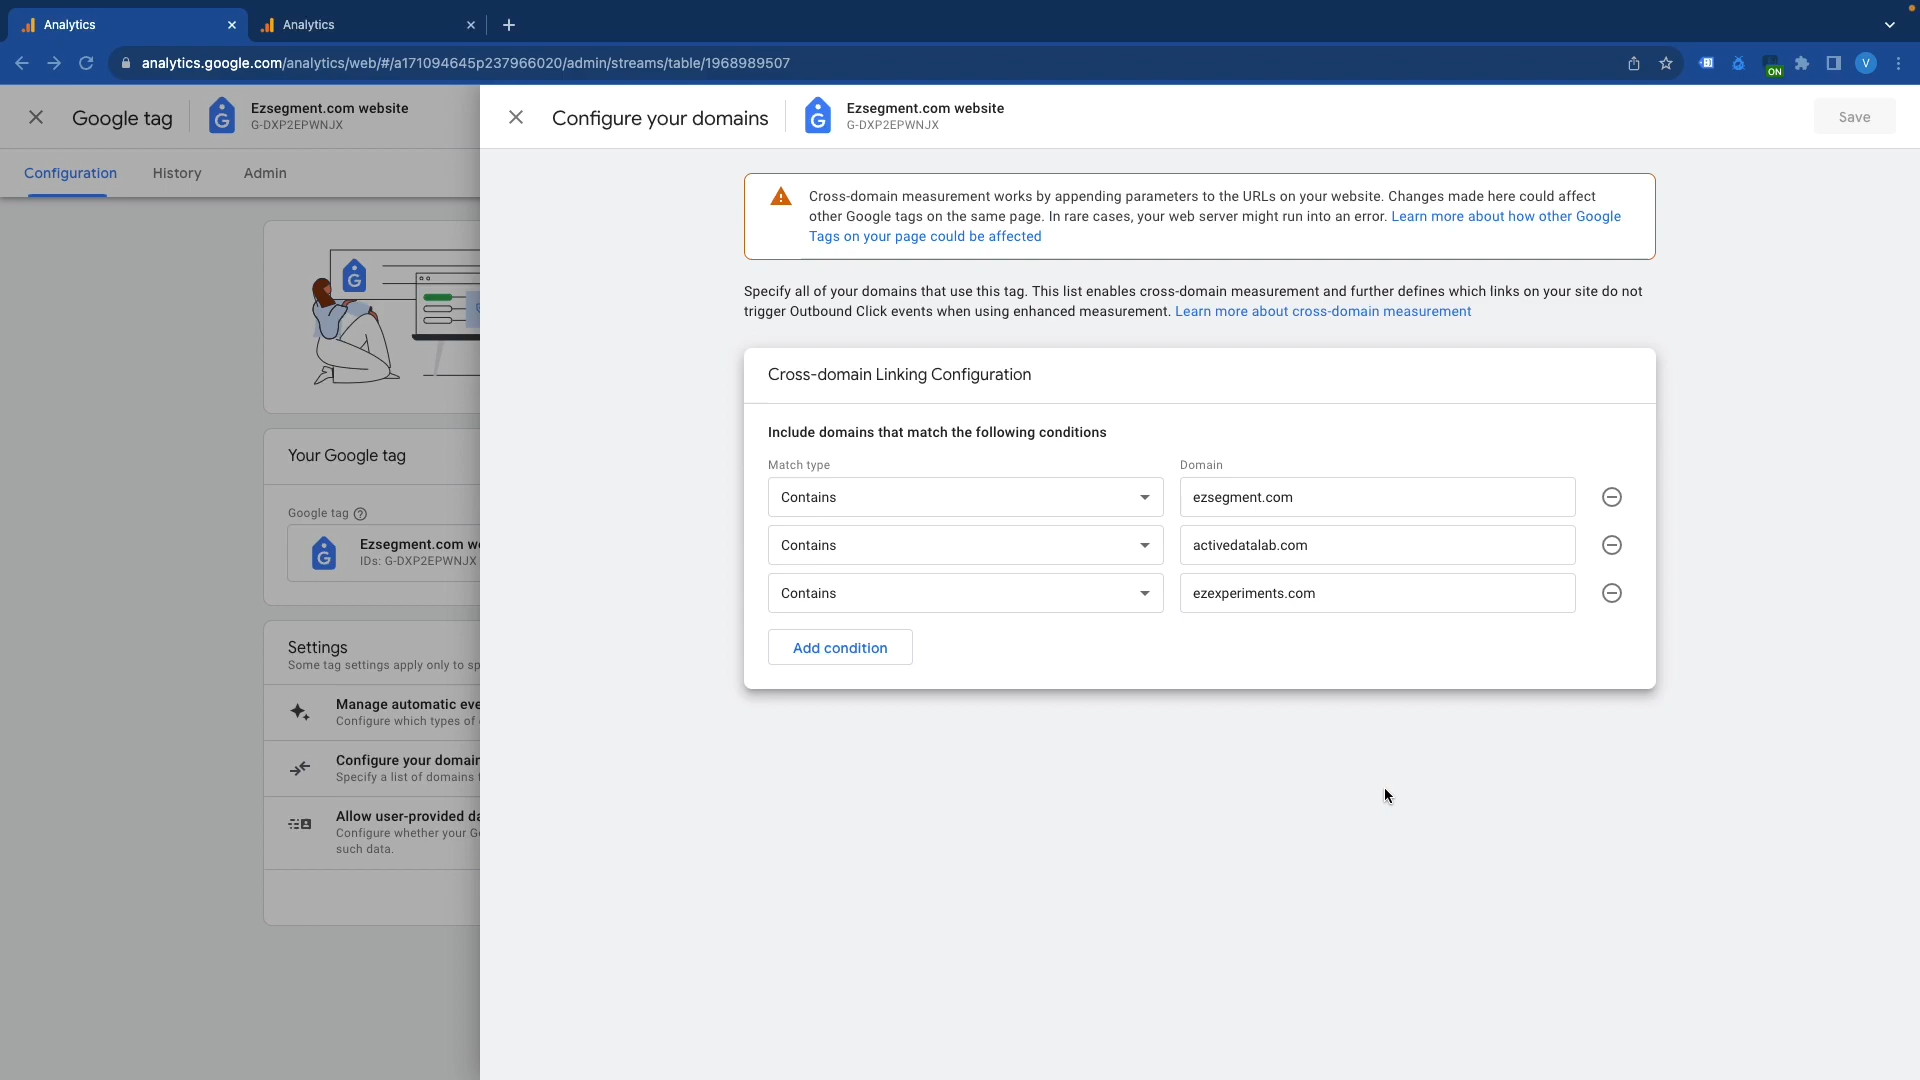 Analytics
Analytics
analytics.google.com/analytics/web/#/a171094645p237966020/admin/streams/table/1968989507
ON
V
Google tag
G
Ezsegment.com website
G-DXP2EPWNJX
Configure your domains
G
Ezsegment.com website
G-DXP2EPWNJX
Save
Configuration
History
Admin
Cross-domain measurement works by appending parameters to the URLs on your website. Changes made here could affect
other Google tags on the same page. In rare cases, your web server might run into an error. Learn more about how other Google
Tags on your page could be affected
G
Specify all of your domains that use this tag. This list enables cross-domain measurement and further defines which links on your site do not
trigger Outbound Click events when using enhanced measurement. Learn more about cross-domain measurement
Cross-domain Linking Configuration
Include domains that match the following conditions
Match type
Domain
Contains
ezsegment.com
Contains
activedatalab.com
Contains
ezexperiments.com
Add condition
Your Google tag
Google tag
G
Ezsegment.com we
IDs: G-DXP2EPWNJX
Settings
Some tag settings apply only to sp
Manage automatic eve
Configure which types of
Configure your domain
Specify a list of domains
Allow user-provided da
Configure whether your G
such data.